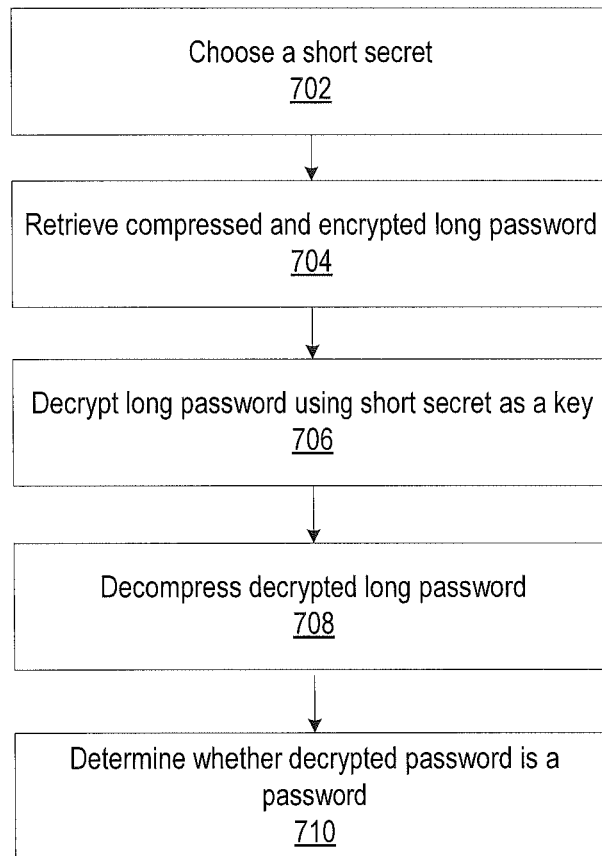 Choose a short secret
702
Retrieve compressed and encrypted long password
704
Decrypt long password using short secret as a key
706
Decompress decrypted long password
708
Determine whether decrypted password is a
password
710